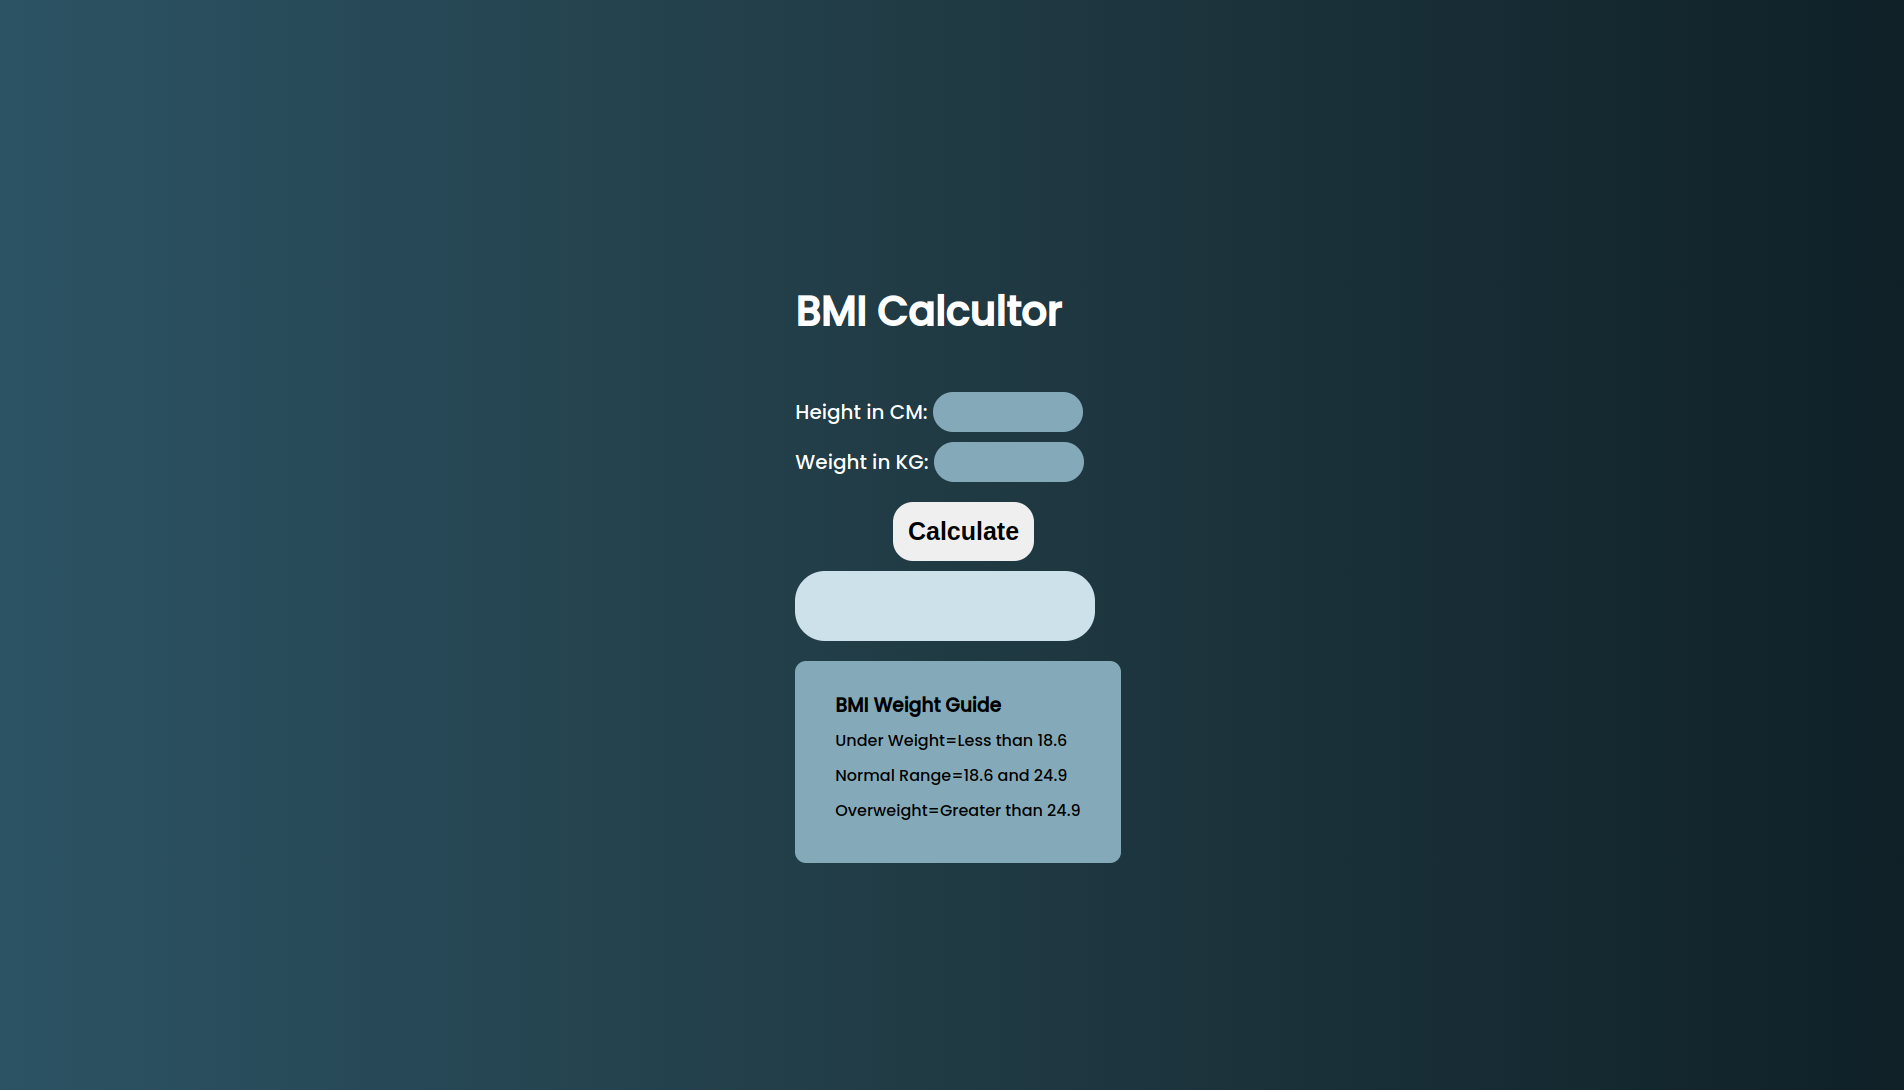 BMI Calcultor
Height in CM:
Weight in KG:
Calculate
BMI Weight Guide
Under Weight=Less than 18.6
Normal Range=18.6 and 24.9
Overweight=Greater than 24.9